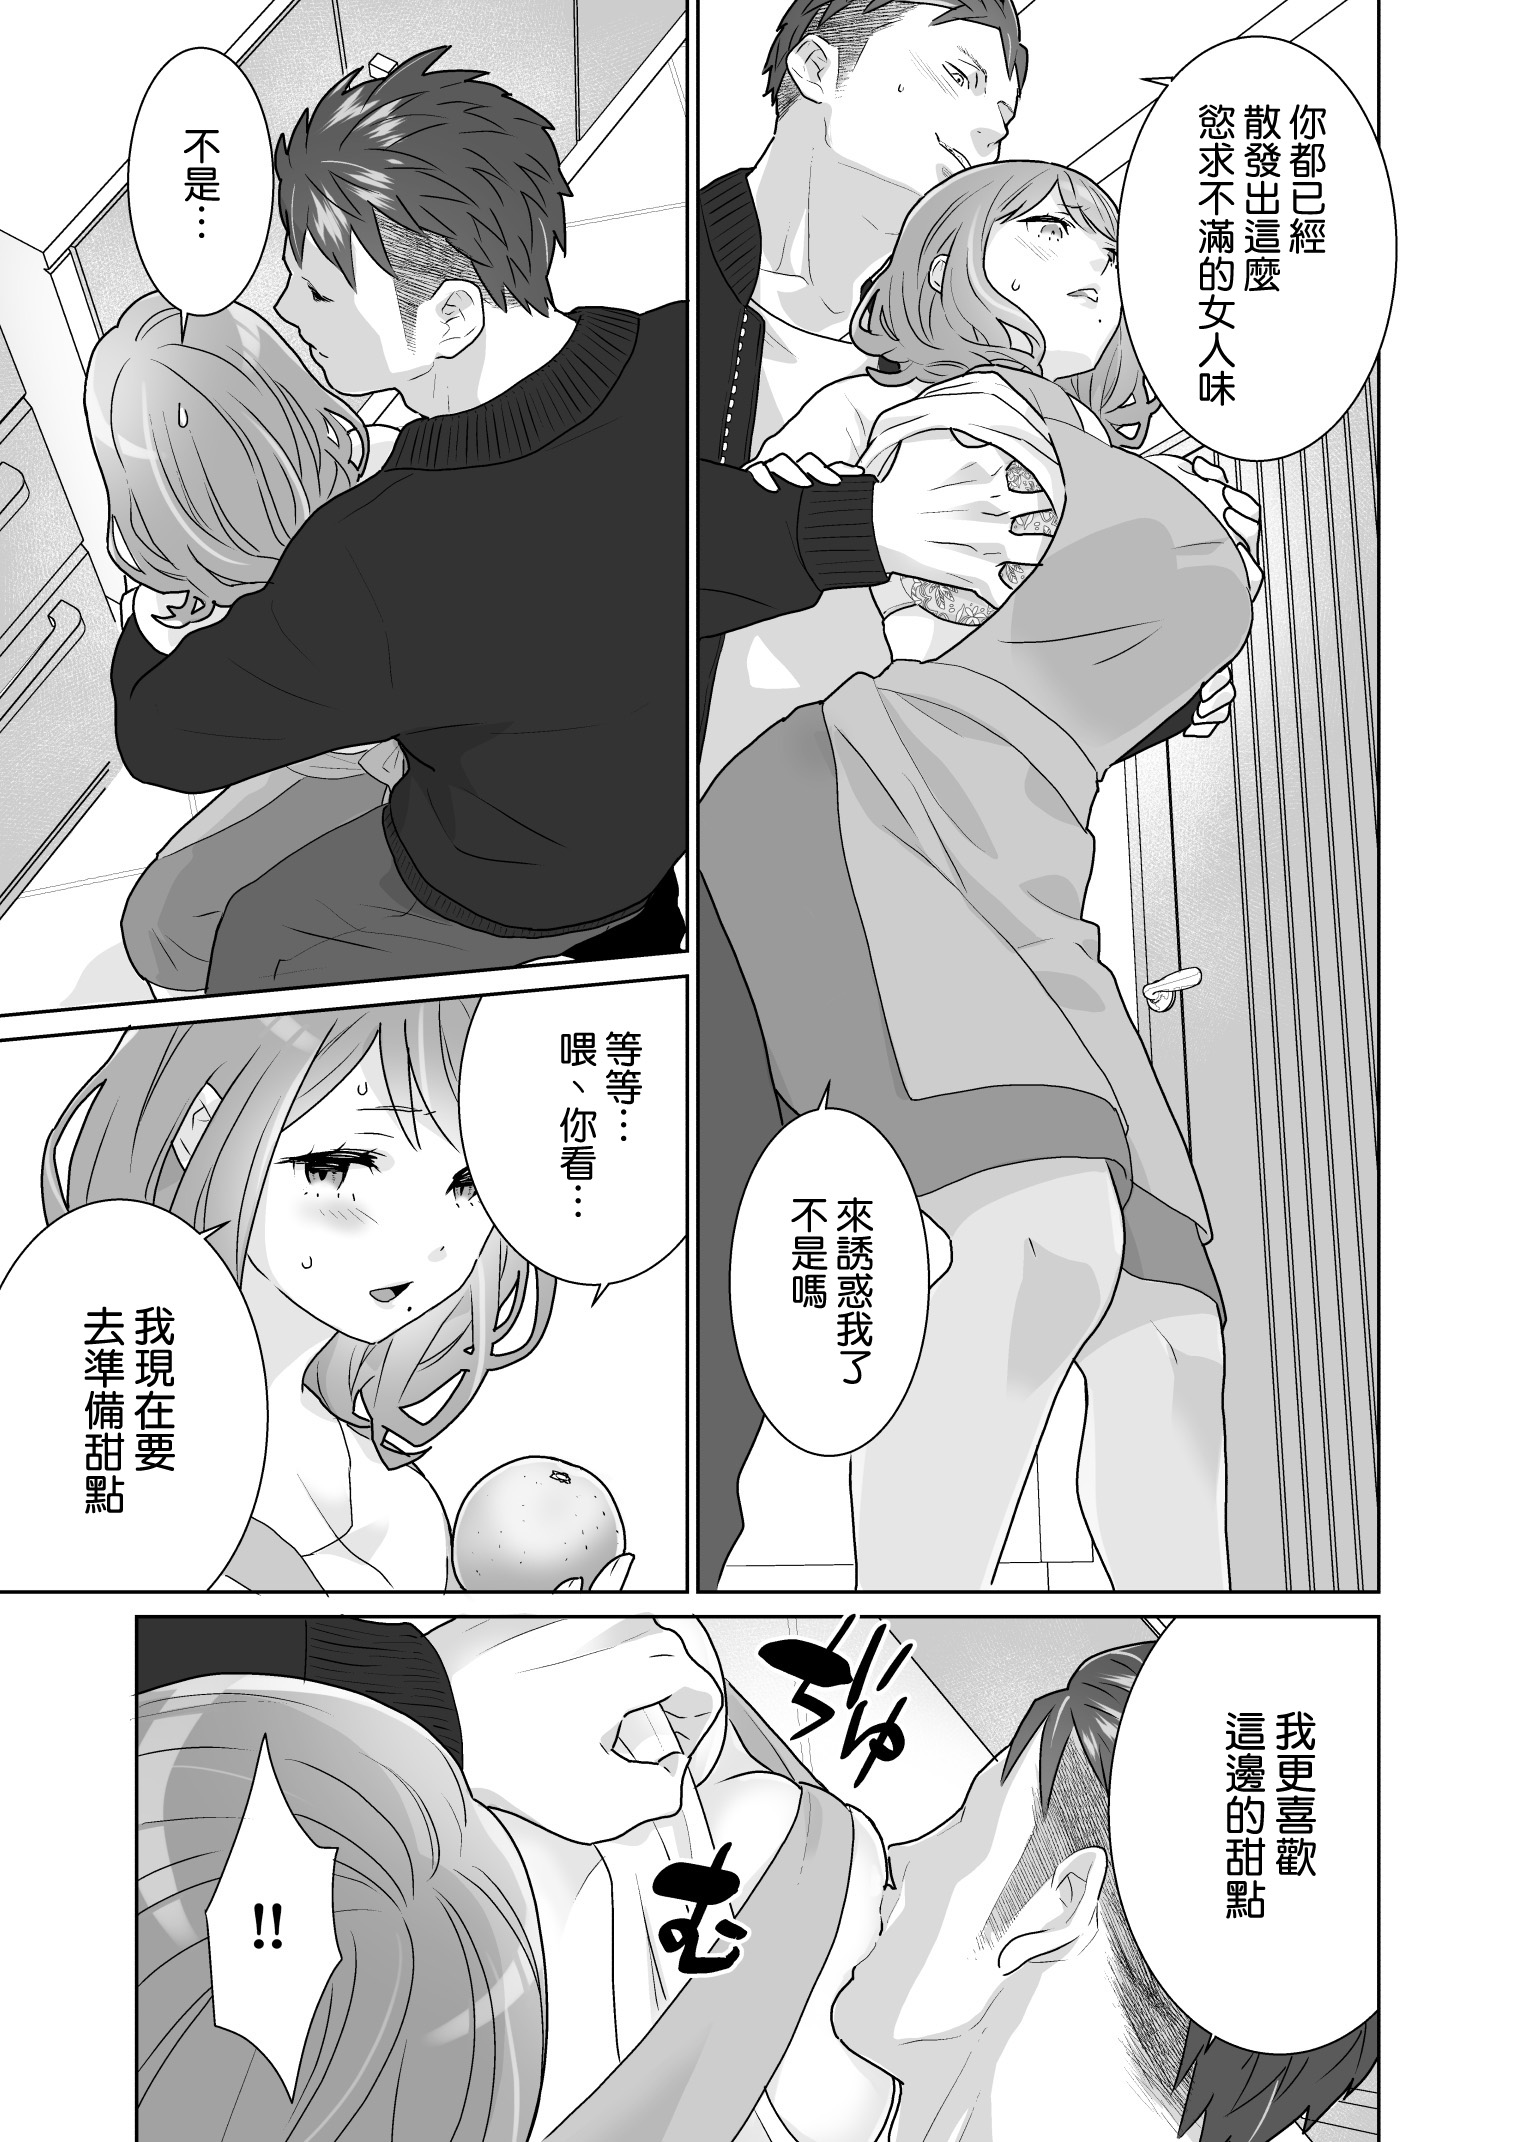 你都已經
散發出這麼
慾求不滿的女人味
來誘惑我了
不是嗎
不是…
等等…
喂、你看…
我現在要
去準備甜點
我更喜歡
這邊的甜點
ぢゅ
む
!!